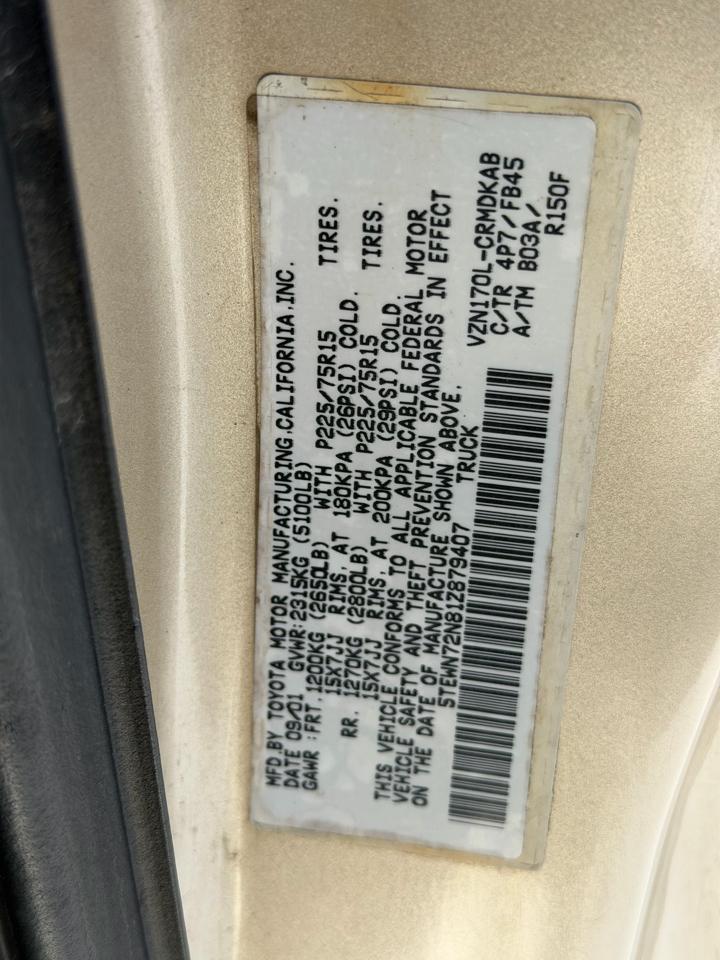 MFD.BY TOYOTA MOTOR MANUFACTURING,CALIFORNIA,INC.
DATE 09/01 GVWR:2315KG (5100LB)
GAWR :FRT.1200KG (2650LB) WITH P225/75R15 TIRES.
15X7JJ RIMS, AT 180KPA (26PSI) COLD.
RR. 1270KG (2800LB) WITH P225/75R15 TIRES.
15X7JJ RIMS, AT 200KPA (29PSI) COLD.
THIS VEHICLE CONFORMS TO ALL APPLICABLE FEDERAL MOTOR
VEHICLE SAFETY AND THEFT PREVENTION STANDARDS IN EFFECT
ON THE DATE OF MANUFACTURE SHOWN ABOVE.
5TEWN72N81Z879407 TRUCK
VZN170L-CRMDKAB
C/TR 4P7/FB45
A/TM B03A/
R150F